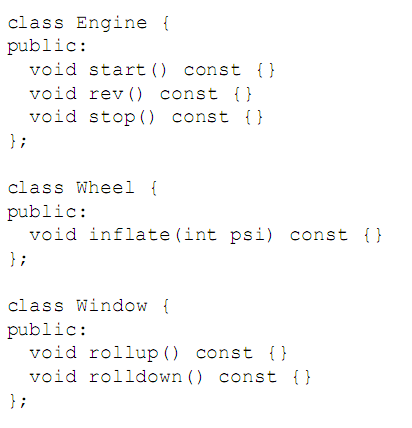 class Engine {
public:
  void start() const {}
  void rev() const {}
  void stop() const {}
};

class Wheel {
public:
  void inflate(int psi) const {}
};

class Window {
public:
  void rollup() const {}
  void rolldown() const {}
};